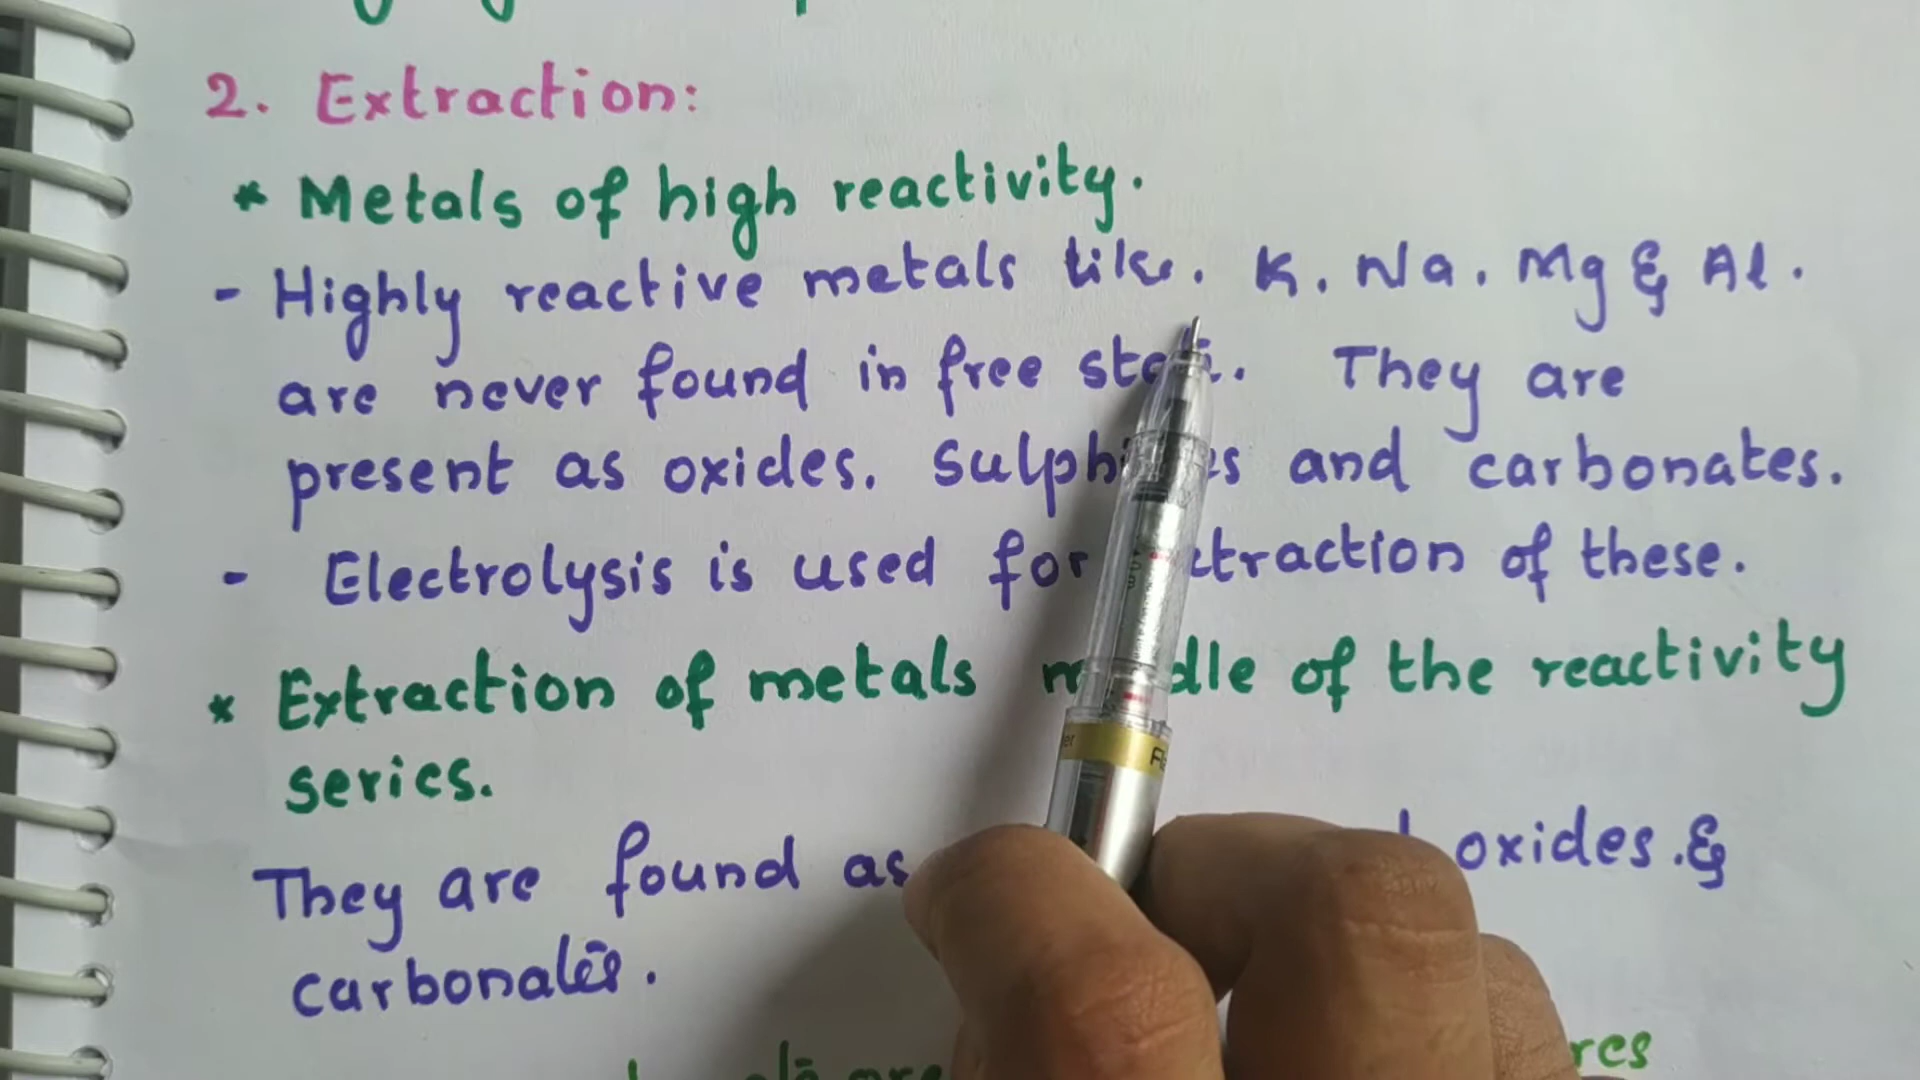 2. Extraction:
* Metals of high reactivity.
- Highly reactive metals like. K. Na. Mg & Al.
are never found in free state. They are
present as oxides. Sulphides and carbonates.
- Electrolysis is used for extraction of these.
* Extraction of metals middle of the reactivity
series.
They are found as oxides. &
carbonates.